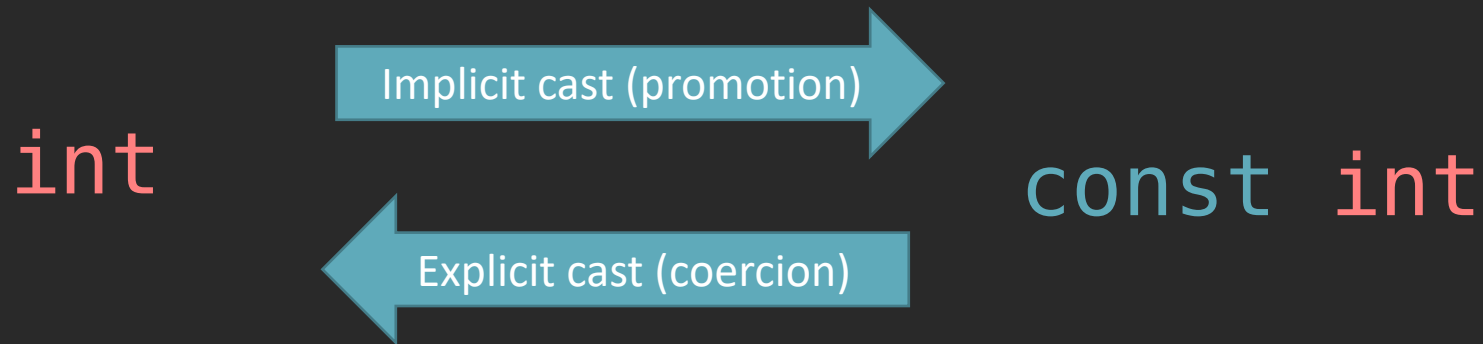 Implicit cast (promotion)
int
const int
Explicit cast (coercion)